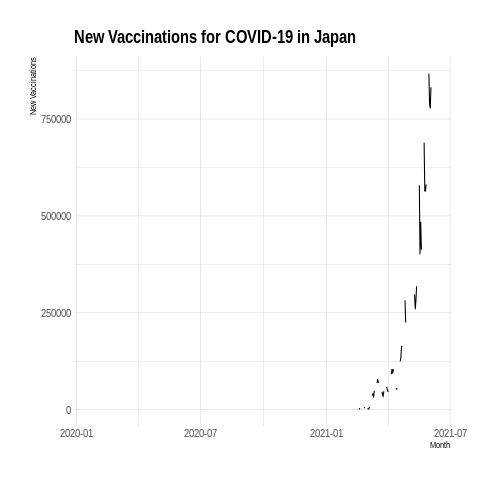 New Vaccinations for COVID-19 in Japan
New Vaccinations
750000
500000
250000
0
2020-01 2020-07 2021-01 2021-07
Month